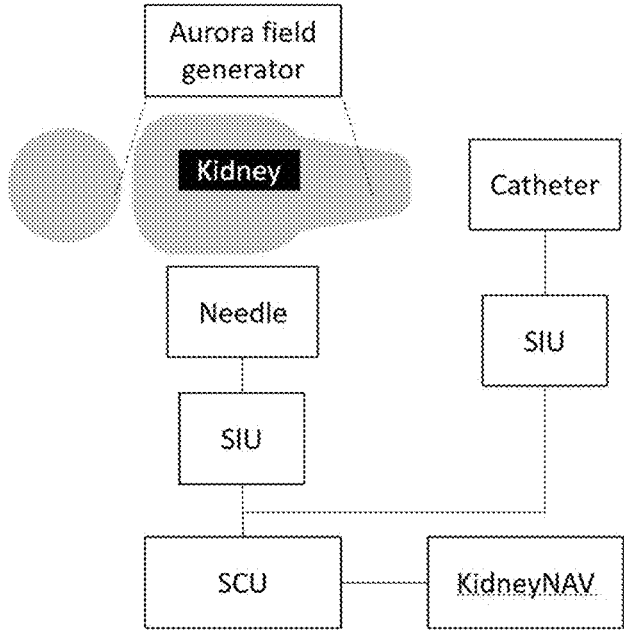 Aurora field
generator
Kidney
Catheter
Needle
SIU
SIU
SCU
KidneyNAV